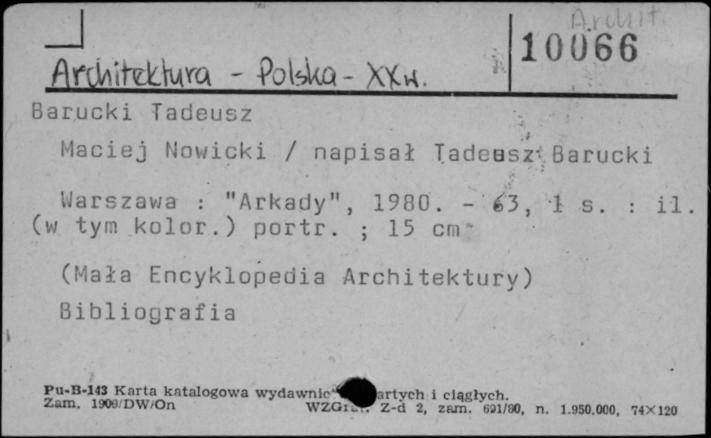 Archit.
10066
Architektura - Polska - XX w.
Barucki Tadeusz
Maciej Nowicki / napisał Tadeusz Barucki
Warszawa : "Arkady", 1980. - 63, 1 s. : il.
(w tym kolor.) portr. ; 15 cm
(Mała Encyklopedia Architektury)
Bibliografia
Pu-B-143 Karta katalogowa wydawnic artych i ciągłych.
Zam. 1909/DW/On WZGraf. Z-d 2, zam. 691/80, n. 1.950.000, 74×120